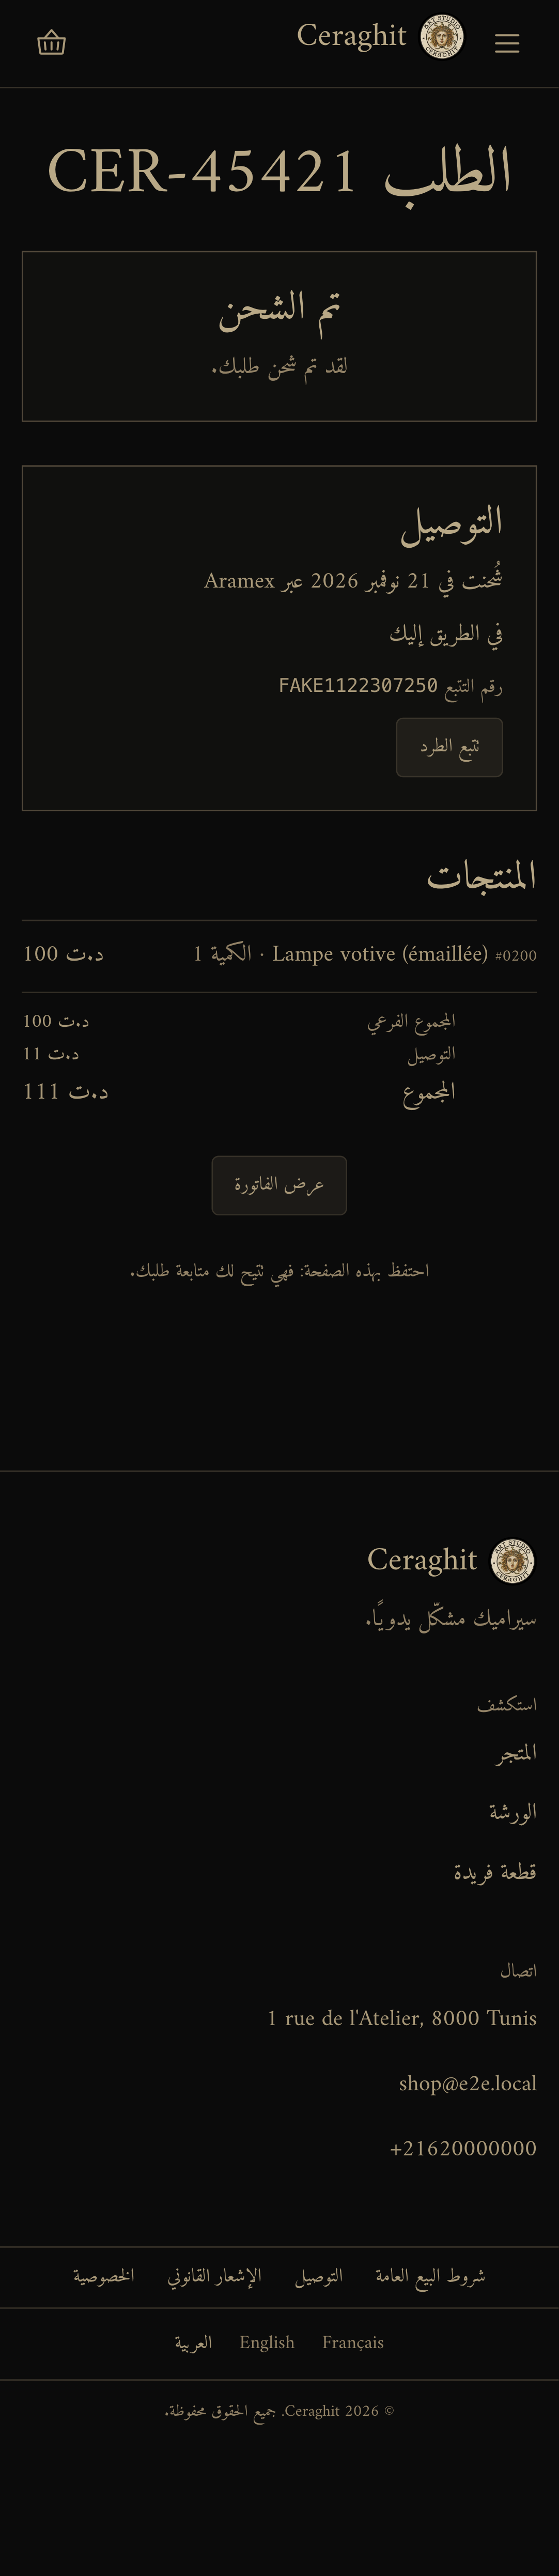 Ceraghit
الطلب CER-45421
تم الشحن
لقد تم شحن طلبك.
التوصيل
شُحنت في 21 نوفمبر 2026 عبر Aramex
في الطريق إليك
رقم التتبع FAKE1122307250
تتبع الطرد
المنتجات
#0200 Lampe votive (émaillée) · الكمية 1 100 د.ت
المجموع الفرعي 100 د.ت
التوصيل 11 د.ت
المجموع 111 د.ت
عرض الفاتورة
احتفظ بهذه الصفحة: فهي تتيح لك متابعة طلبك.
Ceraghit
سيراميك مشكّل يدويًا.
استكشف
المتجر
الورشة
قطعة فريدة
اتصال
1 rue de l'Atelier, 8000 Tunis
shop@e2e.local
+21620000000
شروط البيع العامة التوصيل الإشعار القانوني الخصوصية
Français English العربية
© 2026 Ceraghit. جميع الحقوق محفوظة.